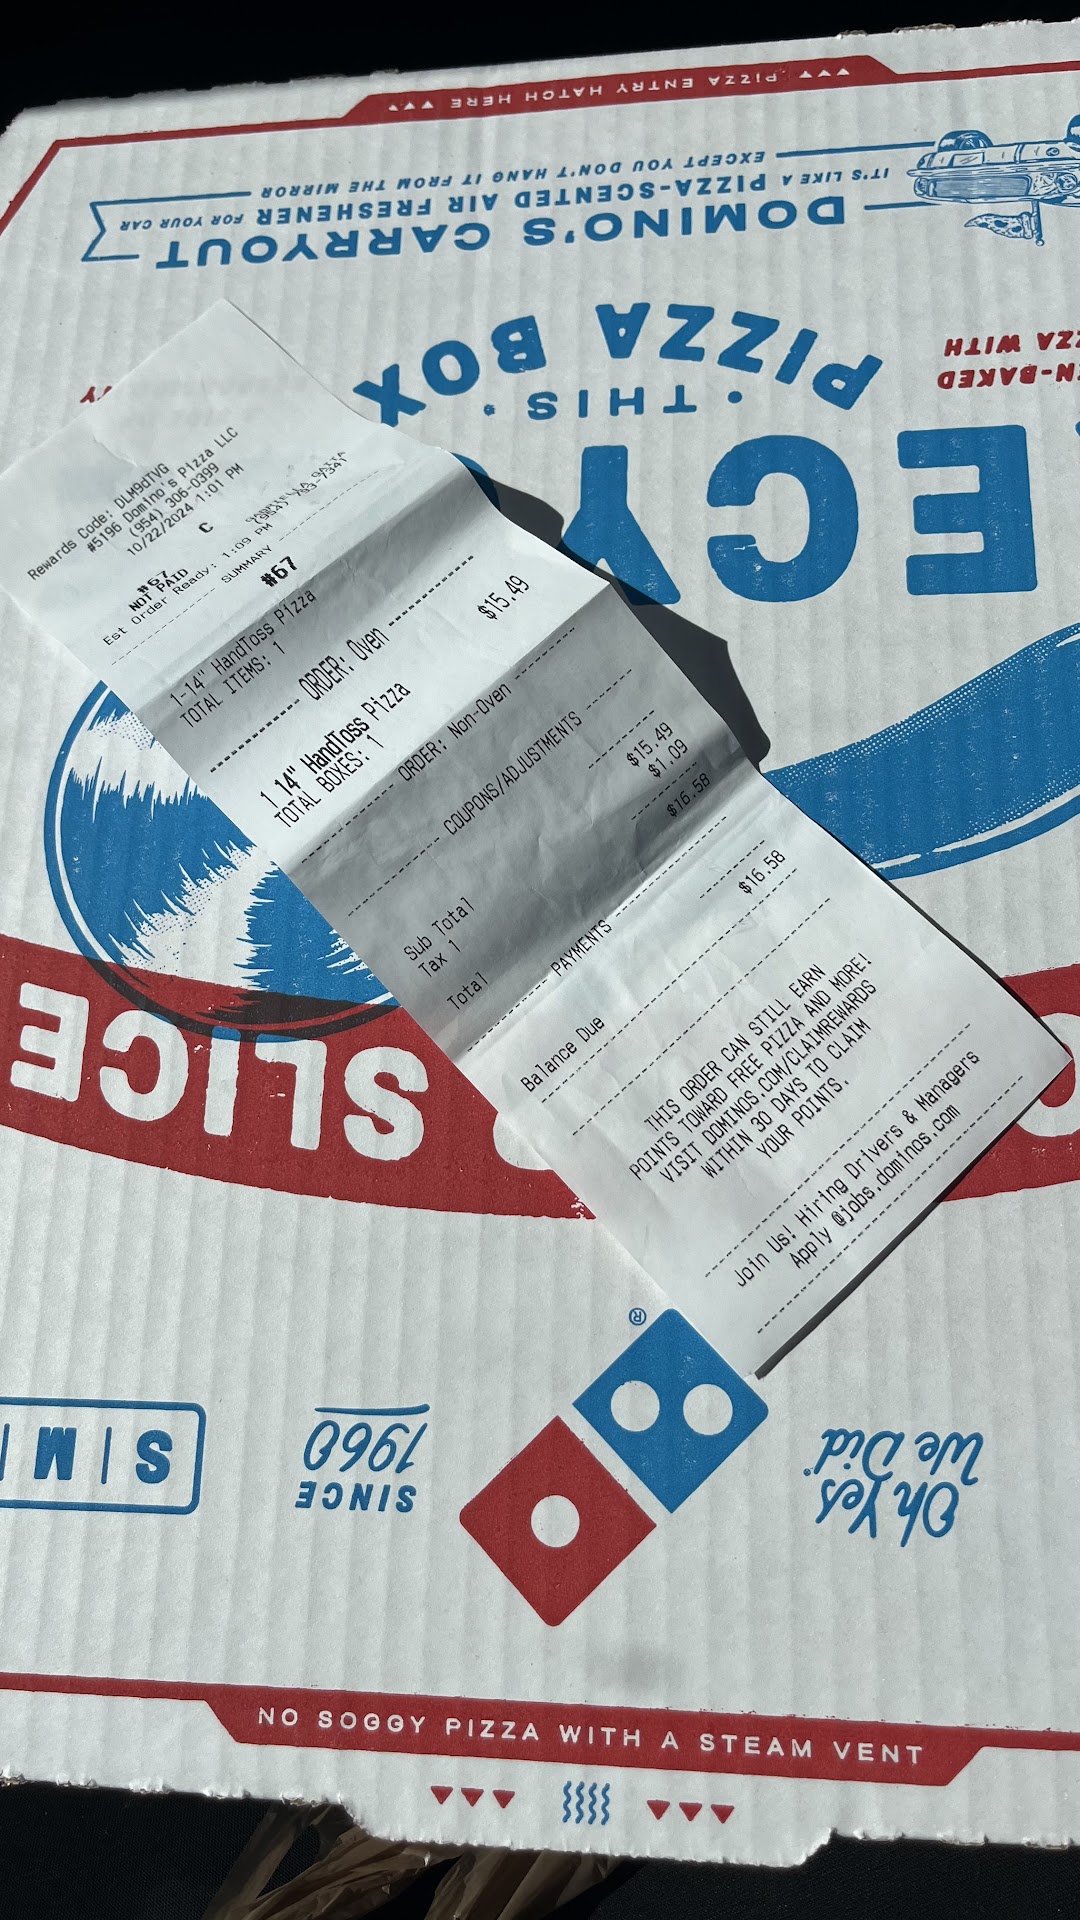 ▼▼▼ PIZZA ENTRY HATCH HERE ▼▼▼
IT'S LIKE A PIZZA-SCENTED AIR FRESHENER FOR YOUR CAR
EXCEPT YOU DON'T HANG IT FROM THE MIRROR
DOMINO'S CARRYOUT
PIZZA BOX
THIS
WITH
ECY
Rewards Code: DLM9dTVG
#5196 Domino's Pizza LLC
(954) 306-0399
10/22/2024 1:01 PM
C
#67
NOT PAID
Est Order Ready: 1:09 PM
SUMMARY
#67
1-14" HandToss Pizza
TOTAL ITEMS: 1
ORDER: Oven
1 14" HandToss Pizza $15.49
TOTAL BOXES: 1
ORDER: Non-Oven
COUPONS/ADJUSTMENTS
Sub Total $15.49
Tax 1 $1.09
Total $16.58
PAYMENTS
Balance Due $16.58
THIS ORDER CAN STILL EARN
POINTS TOWARD FREE PIZZA AND MORE!
VISIT DOMINOS.COM/CLAIMREWARDS
WITHIN 30 DAYS TO CLAIM
YOUR POINTS.
Join Us! Hiring Drivers & Managers
Apply @jobs.dominos.com
SLICE
S | M |
SINCE
1960
®
Oh Yes
We Did
NO SOGGY PIZZA WITH A STEAM VENT